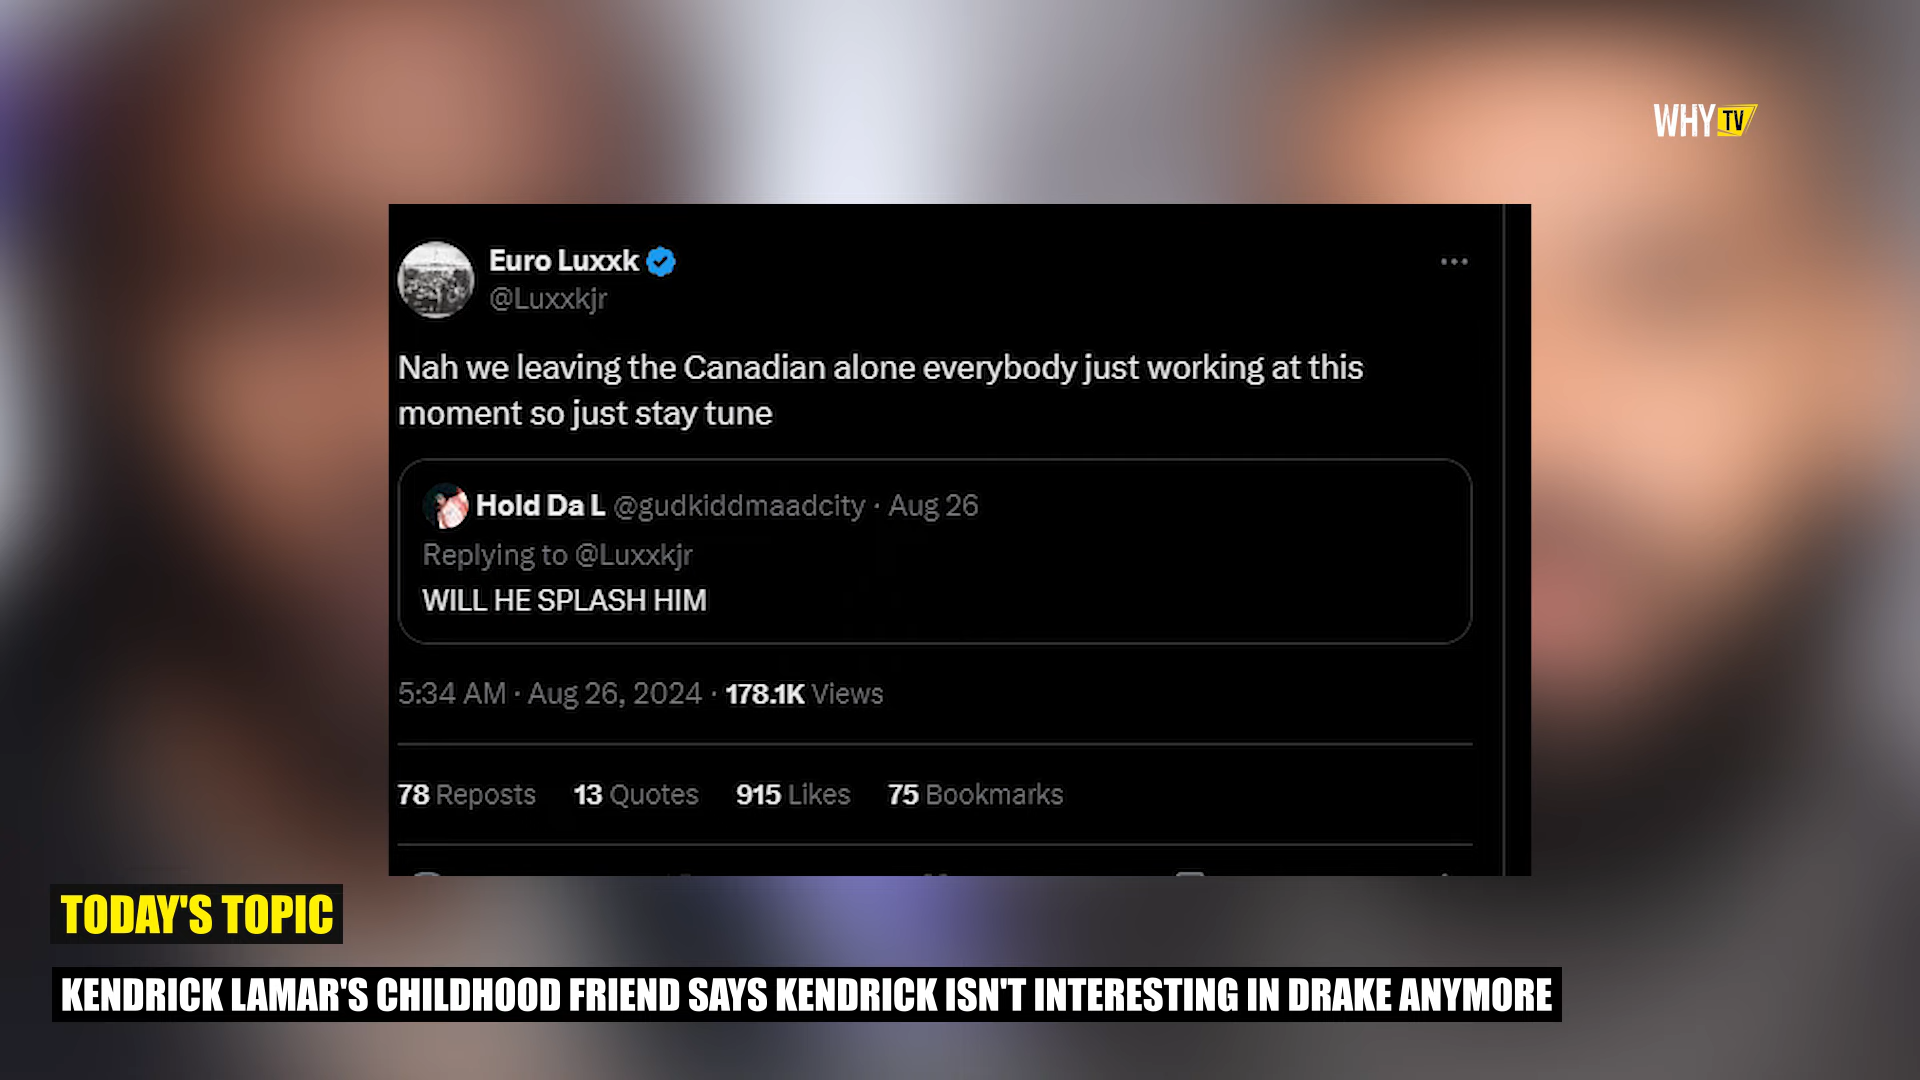 WHY TV
Euro Luxxk
@Luxxkjr
Nah we leaving the Canadian alone everybody just working at this
moment so just stay tune
Hold Da L @gudkiddmaadcity · Aug 26
Replying to @Luxxkjr
WILL HE SPLASH HIM
5:34 AM · Aug 26, 2024 · 178.1K Views
78 Reposts 13 Quotes 915 Likes 75 Bookmarks
TODAY'S TOPIC
KENDRICK LAMAR'S CHILDHOOD FRIEND SAYS KENDRICK ISN'T INTERESTING IN DRAKE ANYMORE